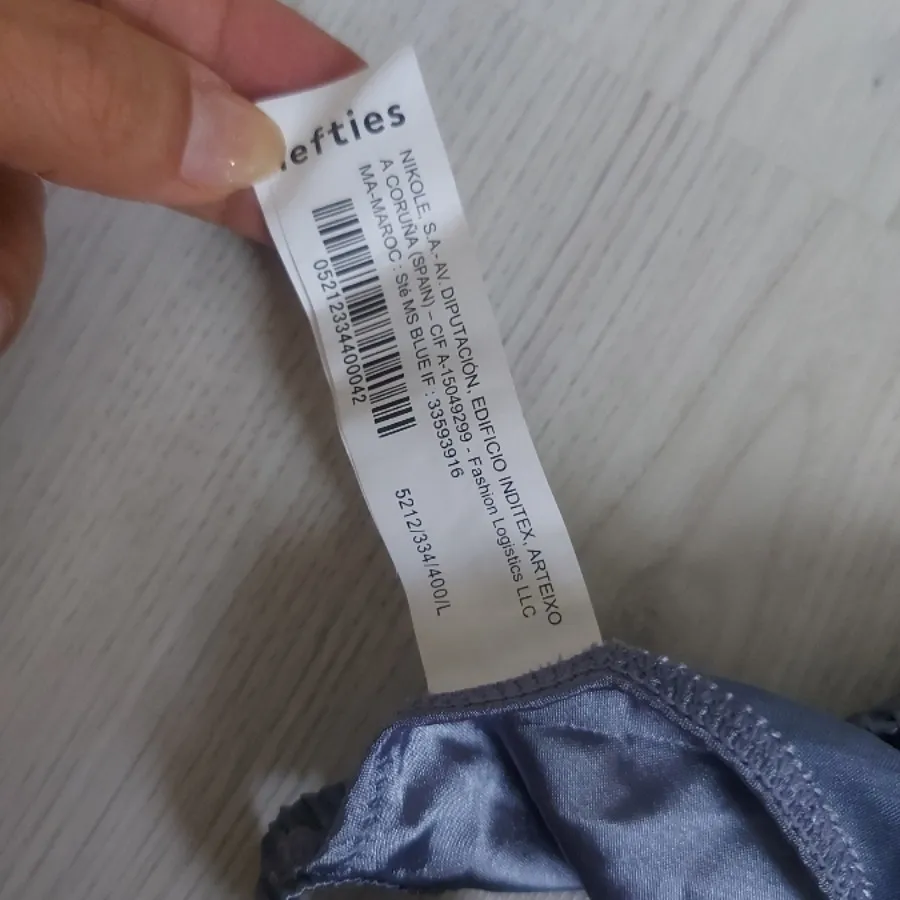 lefties
NIKOLE, S.A.- AV. DIPUTACIÓN, EDIFICIO INDITEX, ARTEIXO
A CORUÑA (SPAIN) – CIF A-15049299 - Fashion Logistics LLC
MA-MAROC : Sté MS BLUE IF : 33593916
05212334400042
5212/334/400/L